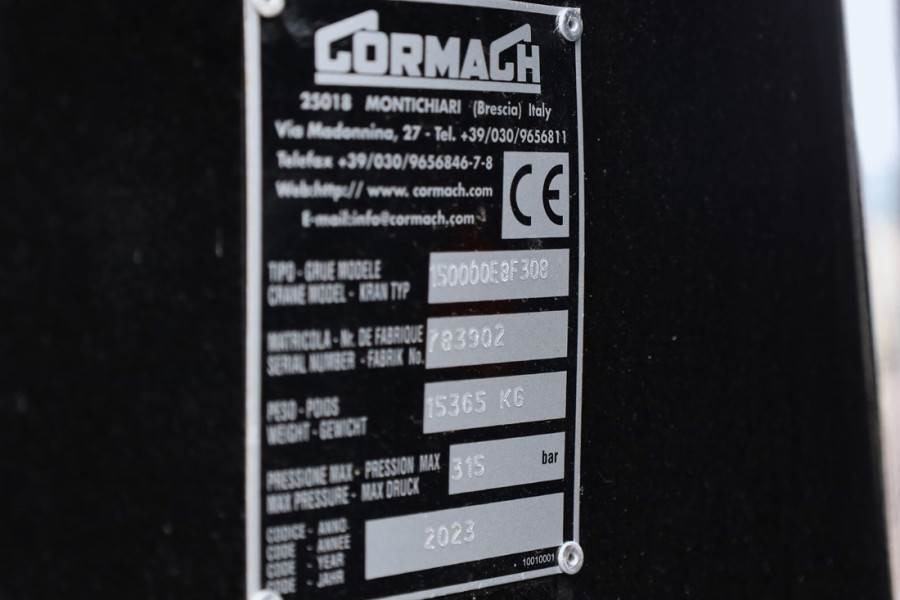 CORMACH
25018 MONTICHIARI (Brescia) Italy
Via Madonnina, 27 - Tel. +39/030/9656811
Telefax +39/030/9656846-7-8
Web:http:// www. cormach.com
E-mail:info@cormach.com
CE
TIPO - GRUE MODELE
CRANE MODEL - KRAN TYP
150000E8F308
MATRICOLA - Nr. DE FABRIQUE
SERIAL NUMBER - FABRIK No.
783902
PESO - POIDS
WEIGHT - GEWICHT
15365 KG
PRESSIONE MAX - PRESSION MAX
MAX PRESSURE - MAX DRUCK
315 bar
CODICE - ANNO
CODE - ANNEE
CODE - YEAR
CODE - JAHR
2023
10010001